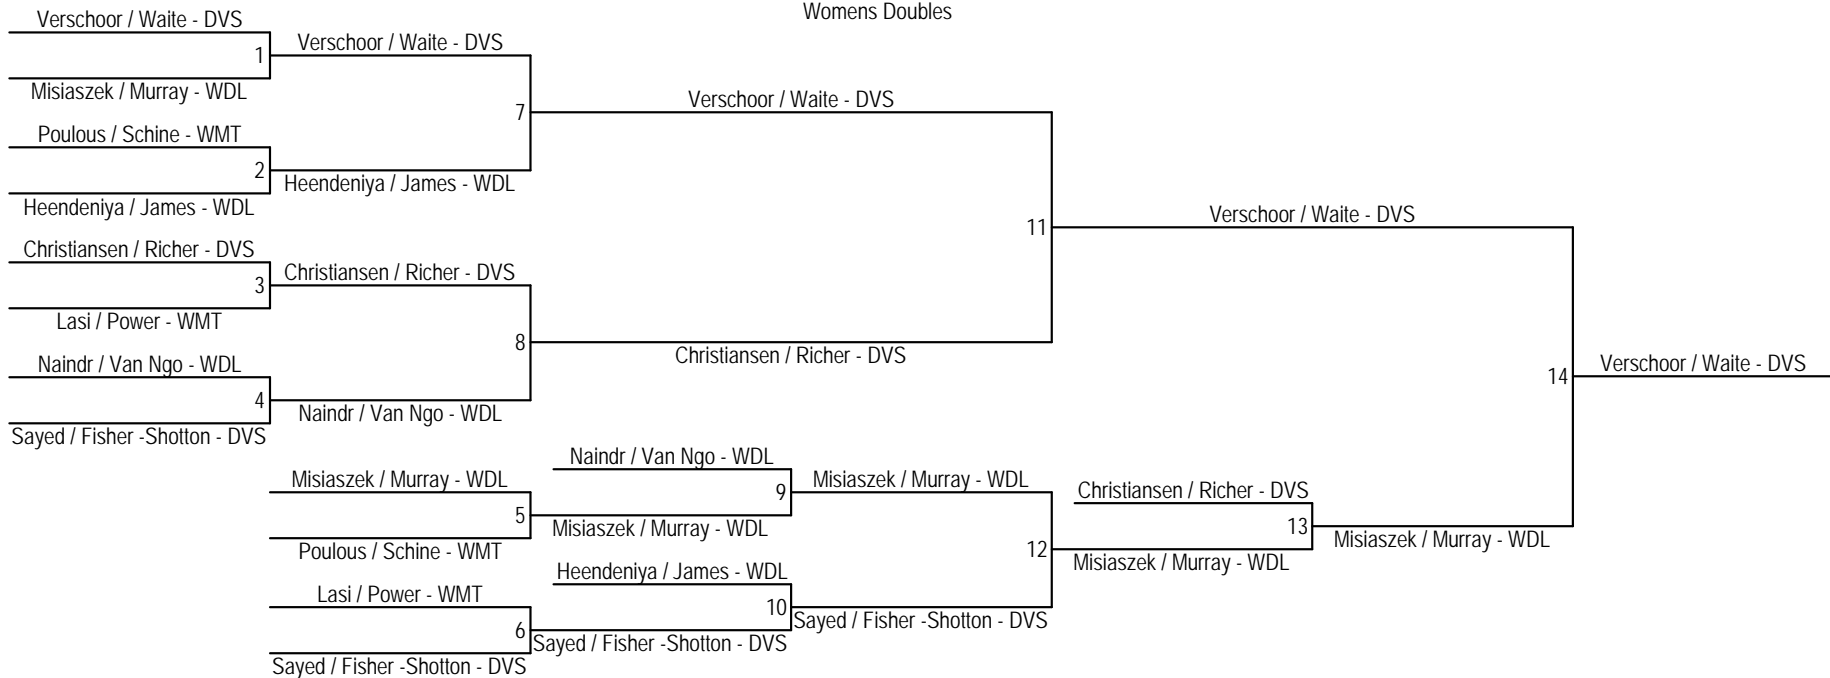 Womens Doubles
Verschoor / Waite - DVS
1
Verschoor / Waite - DVS
Misiaszek / Murray - WDL
7
Verschoor / Waite - DVS
Poulous / Schine - WMT
2
Heendeniya / James - WDL
Heendeniya / James - WDL
11
Verschoor / Waite - DVS
Christiansen / Richer - DVS
3
Christiansen / Richer - DVS
Lasi / Power - WMT
8
Christiansen / Richer - DVS
Naindr / Van Ngo - WDL
4
Naindr / Van Ngo - WDL
Sayed / Fisher -Shotton - DVS
14
Verschoor / Waite - DVS
Naindr / Van Ngo - WDL
Misiaszek / Murray - WDL
9
Misiaszek / Murray - WDL
5
Misiaszek / Murray - WDL
Poulous / Schine - WMT
Christiansen / Richer - DVS
13
Misiaszek / Murray - WDL
12
Misiaszek / Murray - WDL
Heendeniya / James - WDL
Lasi / Power - WMT
10
Sayed / Fisher -Shotton - DVS
6
Sayed / Fisher -Shotton - DVS
Sayed / Fisher -Shotton - DVS